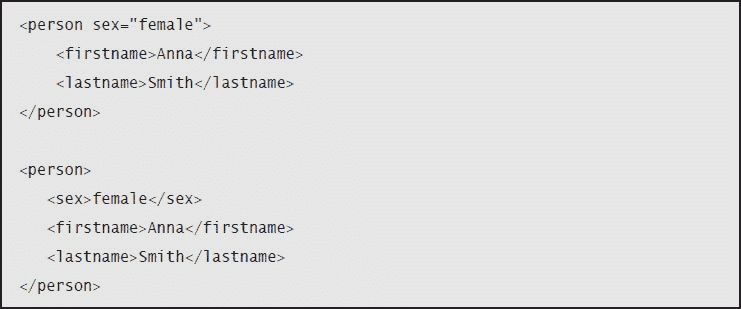 <person sex="female">
    <firstname>Anna</firstname>
    <lastname>Smith</lastname>
</person>

<person>
   <sex>female</sex>
   <firstname>Anna</firstname>
   <lastname>Smith</lastname>
</person>